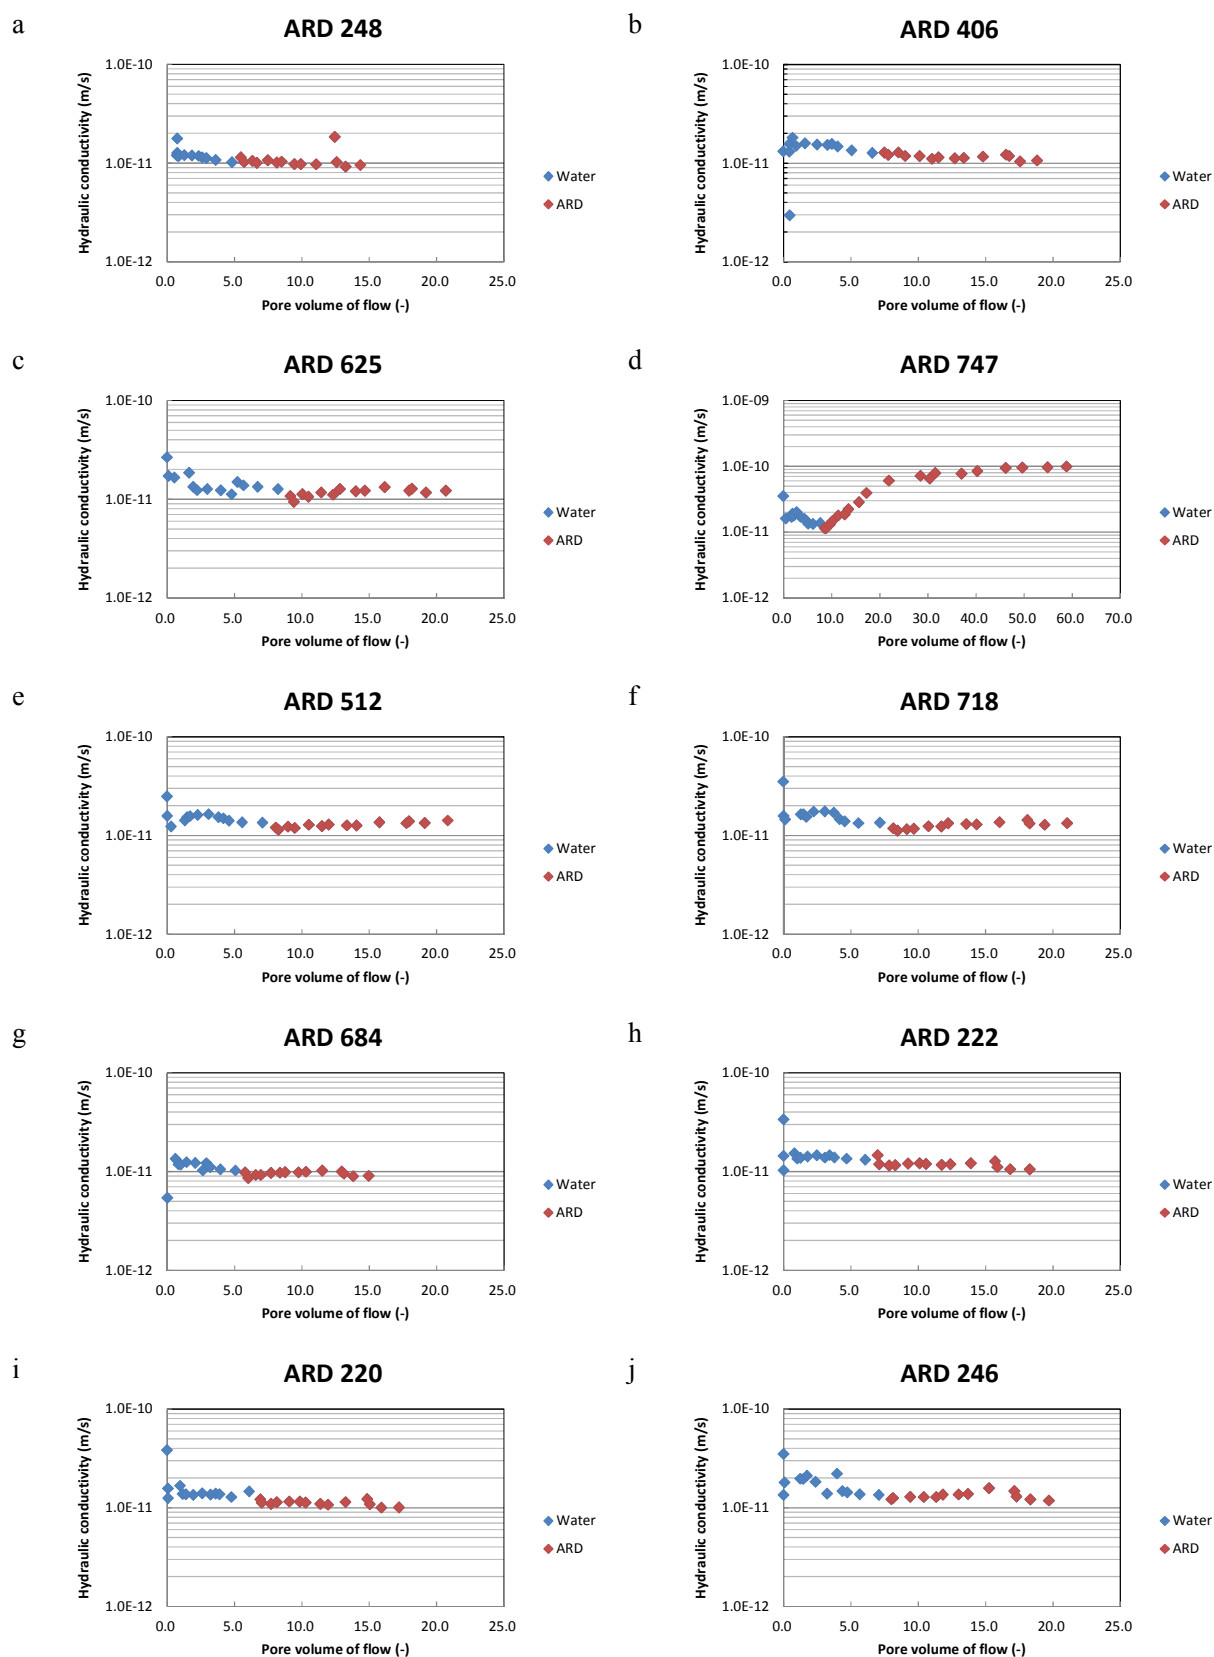 a
ARD 248
Hydraulic conductivity (m/s)
1.0E-10
1.0E-11
1.0E-12
0.0 5.0 10.0 15.0 20.0 25.0
Pore volume of flow (-)
Water
ARD
b
ARD 406
Hydraulic conductivity (m/s)
1.0E-10
1.0E-11
1.0E-12
0.0 5.0 10.0 15.0 20.0 25.0
Pore volume of flow (-)
Water
ARD
c
ARD 625
Hydraulic conductivity (m/s)
1.0E-10
1.0E-11
1.0E-12
0.0 5.0 10.0 15.0 20.0 25.0
Pore volume of flow (-)
Water
ARD
d
ARD 747
Hydraulic conductivity (m/s)
1.0E-09
1.0E-10
1.0E-11
1.0E-12
0.0 10.0 20.0 30.0 40.0 50.0 60.0 70.0
Pore volume of flow (-)
Water
ARD
e
ARD 512
Hydraulic conductivity (m/s)
1.0E-10
1.0E-11
1.0E-12
0.0 5.0 10.0 15.0 20.0 25.0
Pore volume of flow (-)
Water
ARD
f
ARD 718
Hydraulic conductivity (m/s)
1.0E-10
1.0E-11
1.0E-12
0.0 5.0 10.0 15.0 20.0 25.0
Pore volume of flow (-)
Water
ARD
g
ARD 684
Hydraulic conductivity (m/s)
1.0E-10
1.0E-11
1.0E-12
0.0 5.0 10.0 15.0 20.0 25.0
Pore volume of flow (-)
Water
ARD
h
ARD 222
Hydraulic conductivity (m/s)
1.0E-10
1.0E-11
1.0E-12
0.0 5.0 10.0 15.0 20.0 25.0
Pore volume of flow (-)
Water
ARD
i
ARD 220
Hydraulic conductivity (m/s)
1.0E-10
1.0E-11
1.0E-12
0.0 5.0 10.0 15.0 20.0 25.0
Pore volume of flow (-)
Water
ARD
j
ARD 246
Hydraulic conductivity (m/s)
1.0E-10
1.0E-11
1.0E-12
0.0 5.0 10.0 15.0 20.0 25.0
Pore volume of flow (-)
Water
ARD